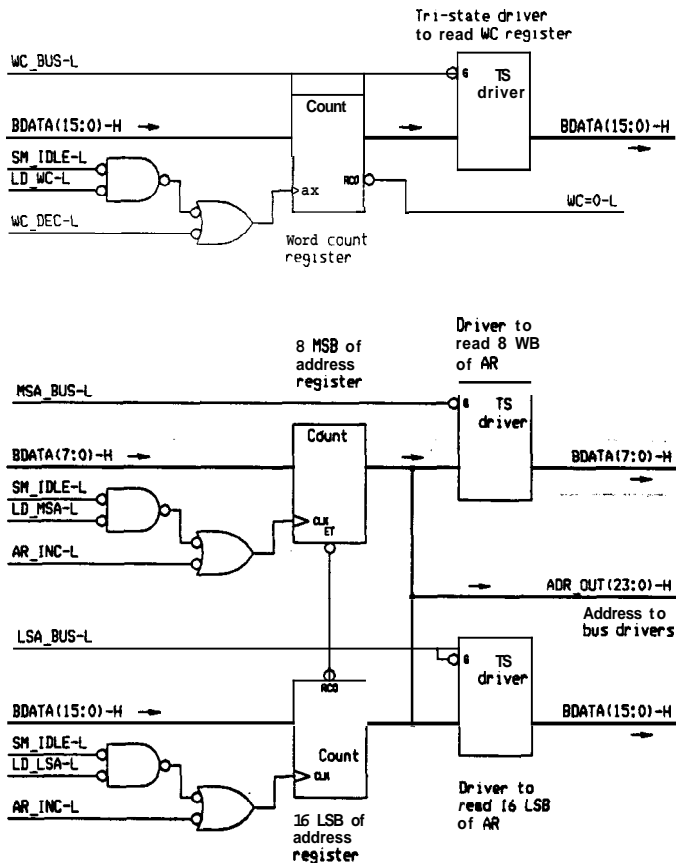 Tri-state driver
to read WC register
WC_BUS-L
G TS
driver
Count
BDATA(15:0)-H
BDATA(15:0)-H
SM_IDLE-L
LD_WC-L
RCO
ax
WC=0-L
WC_DEC-L
Word count
register
Driver to
read 8 WB
of AR
8 MSB of
address
register
MSA_BUS-L
G TS
driver
Count
BDATA(7:0)-H
BDATA(7:0)-H
SM_IDLE-L
LD_MSA-L
CLK
ET
AR_INC-L
ADR_OUT(23:0)-H
Address to
bus drivers
LSA_BUS-L
G TS
driver
RCO
BDATA(15:0)-H
BDATA(15:0)-H
SM_IDLE-L
Count
LD_LSA-L
CLK
AR_INC-L
Driver to
read 16 LSB
of AR
16 LSB of
address
register